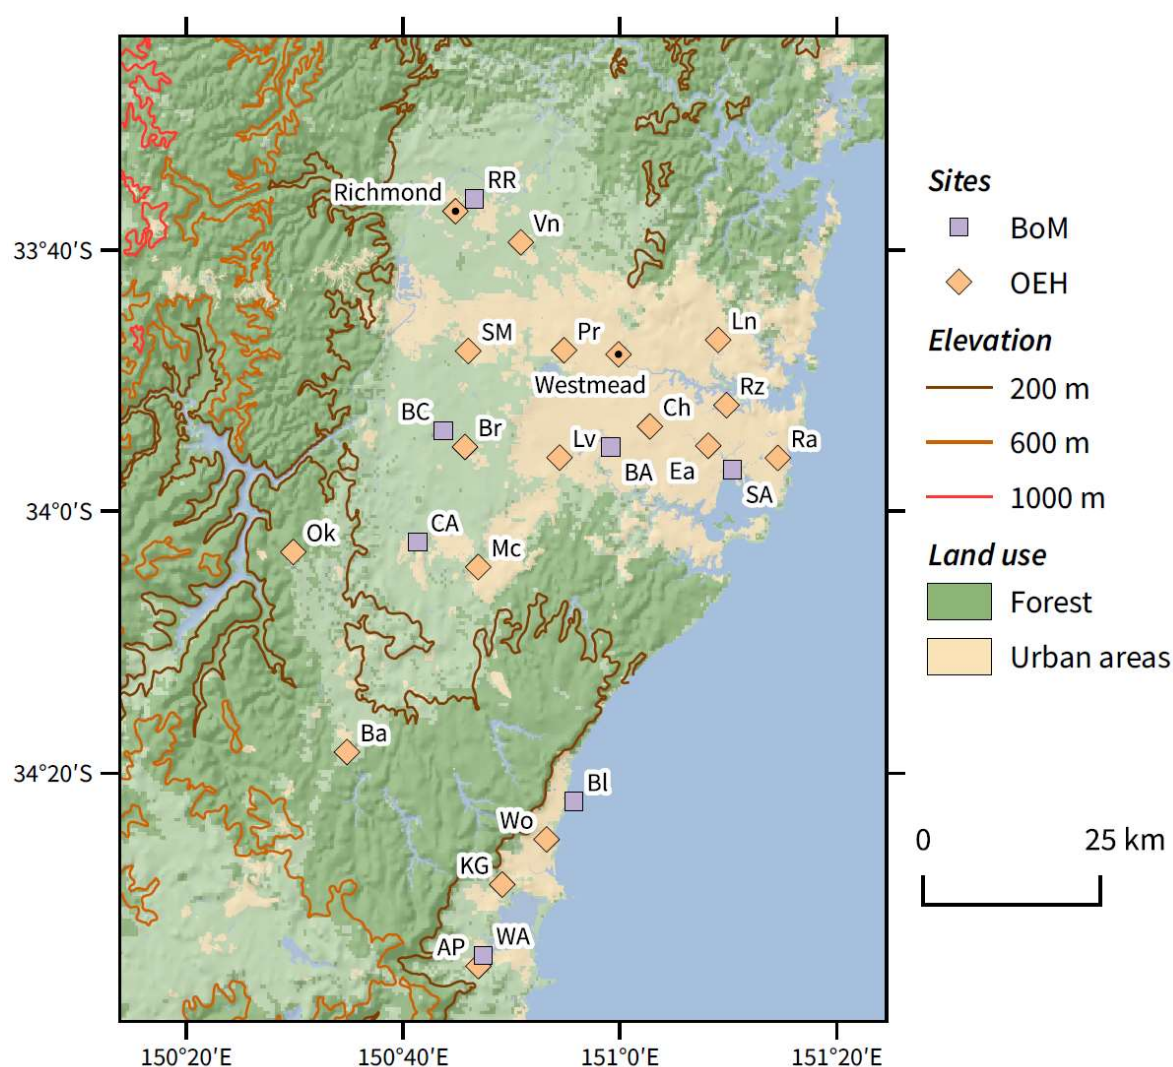 RR
Richmond
Vn
33°40′S
Ln
SM
Pr
Westmead
Rz
Ch
BC
Br
Lv
BA
Ea
Ra
SA
34°0′S
CA
Ok
Mc
Ba
34°20′S
Bl
Wo
KG
AP
WA
150°20′E
150°40′E
151°0′E
151°20′E
Sites
BoM
OEH
Elevation
200 m
600 m
1000 m
Land use
Forest
Urban areas
0
25 km